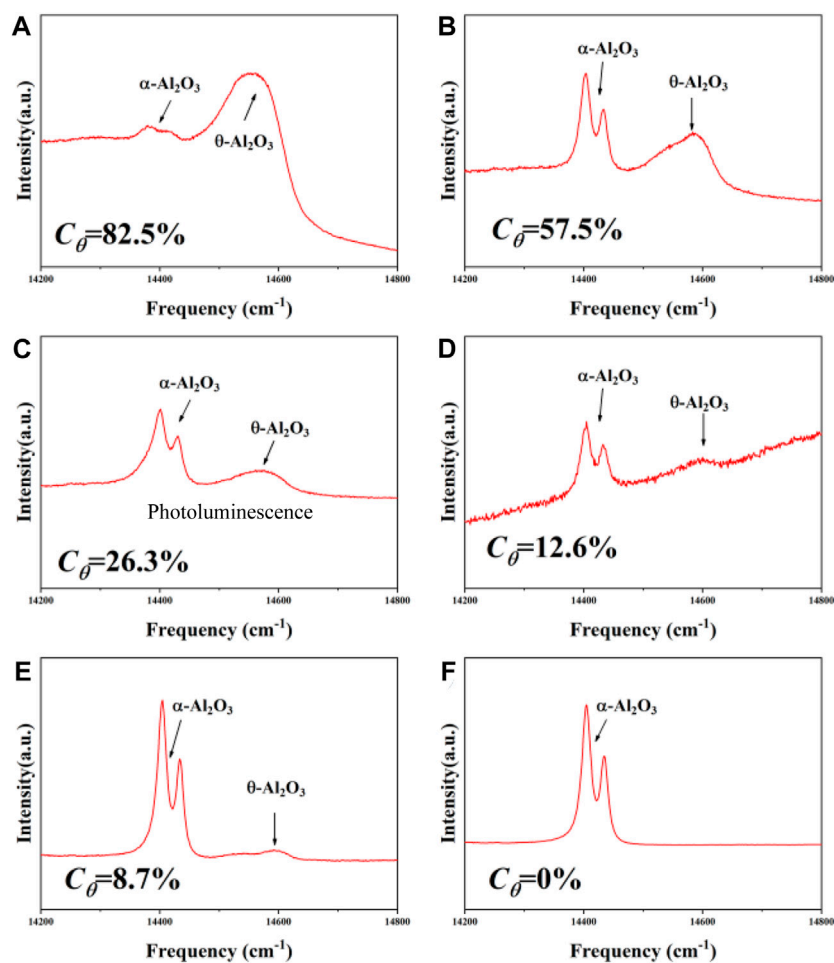 A
Intensity(a.u.)
α-Al2O3
θ-Al2O3
Cθ=82.5%
14200 14400 14600 14800
Frequency (cm-1)
B
Intensity(a.u.)
α-Al2O3
θ-Al2O3
Cθ=57.5%
14200 14400 14600 14800
Frequency (cm-1)
C
Intensity(a.u.)
α-Al2O3
θ-Al2O3
Photoluminescence
Cθ=26.3%
14200 14400 14600 14800
Frequency (cm-1)
D
Intensity(a.u.)
α-Al2O3
θ-Al2O3
Cθ=12.6%
14200 14400 14600 14800
Frequency (cm-1)
E
Intensity(a.u.)
α-Al2O3
θ-Al2O3
Cθ=8.7%
14200 14400 14600 14800
Frequency (cm-1)
F
Intensity(a.u.)
α-Al2O3
Cθ=0%
14200 14400 14600 14800
Frequency (cm-1)